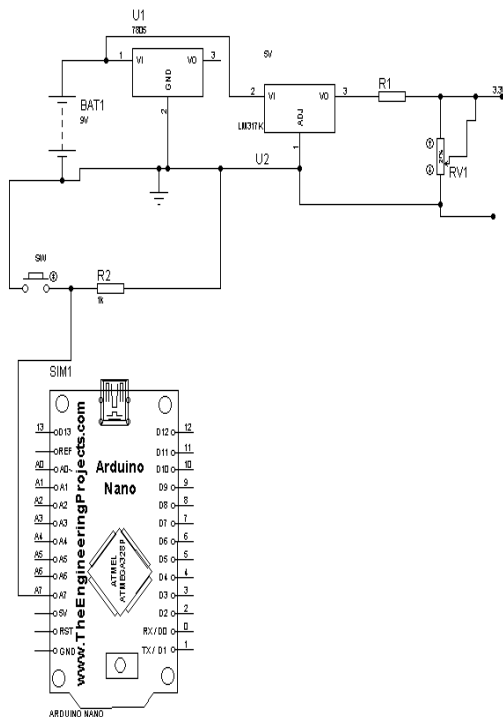 U1
7805
1
VI
VO
3
GND
2
BAT1
9V
5V
2
VI
VO
3
ADJ
1
LM317K
U2
R1
3.3
RV1
SW
R2
1k
SIM1
www.TheEngineeringProjects.com
Arduino
Nano
ATMEL
ATMEGA328P
13 D13
REF
A0 A0
A1 A1
A2 A2
A3 A3
A4 A4
A5 A5
A6 A6
A7 A7
5V
RST
GND
D12 12
D11 11
D10 10
D9 9
D8 8
D7 7
D6 6
D5 5
D4 4
D3 3
D2 2
RX/D0 0
TX/D1 1
ARDUINO NANO